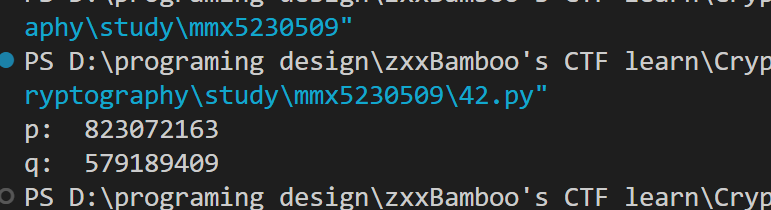 aphy\study\mmx5230509"
PS D:\programing design\zxxBamboo's CTF learn\Cryp
ryptography\study\mmx5230509\42.py"
p:  823072163
q:  579189409
PS D:\programing design\zxxBamboo's CTF learn\Cryp